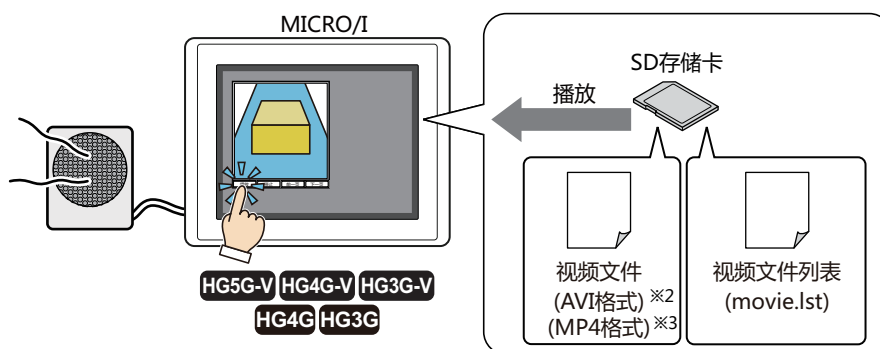 MICRO/I
SD存储卡
播放
HG5G-V HG4G-V HG3G-V
HG4G HG3G
视频文件
(AVI格式) ※2
(MP4格式) ※3
视频文件列表
(movie.lst)